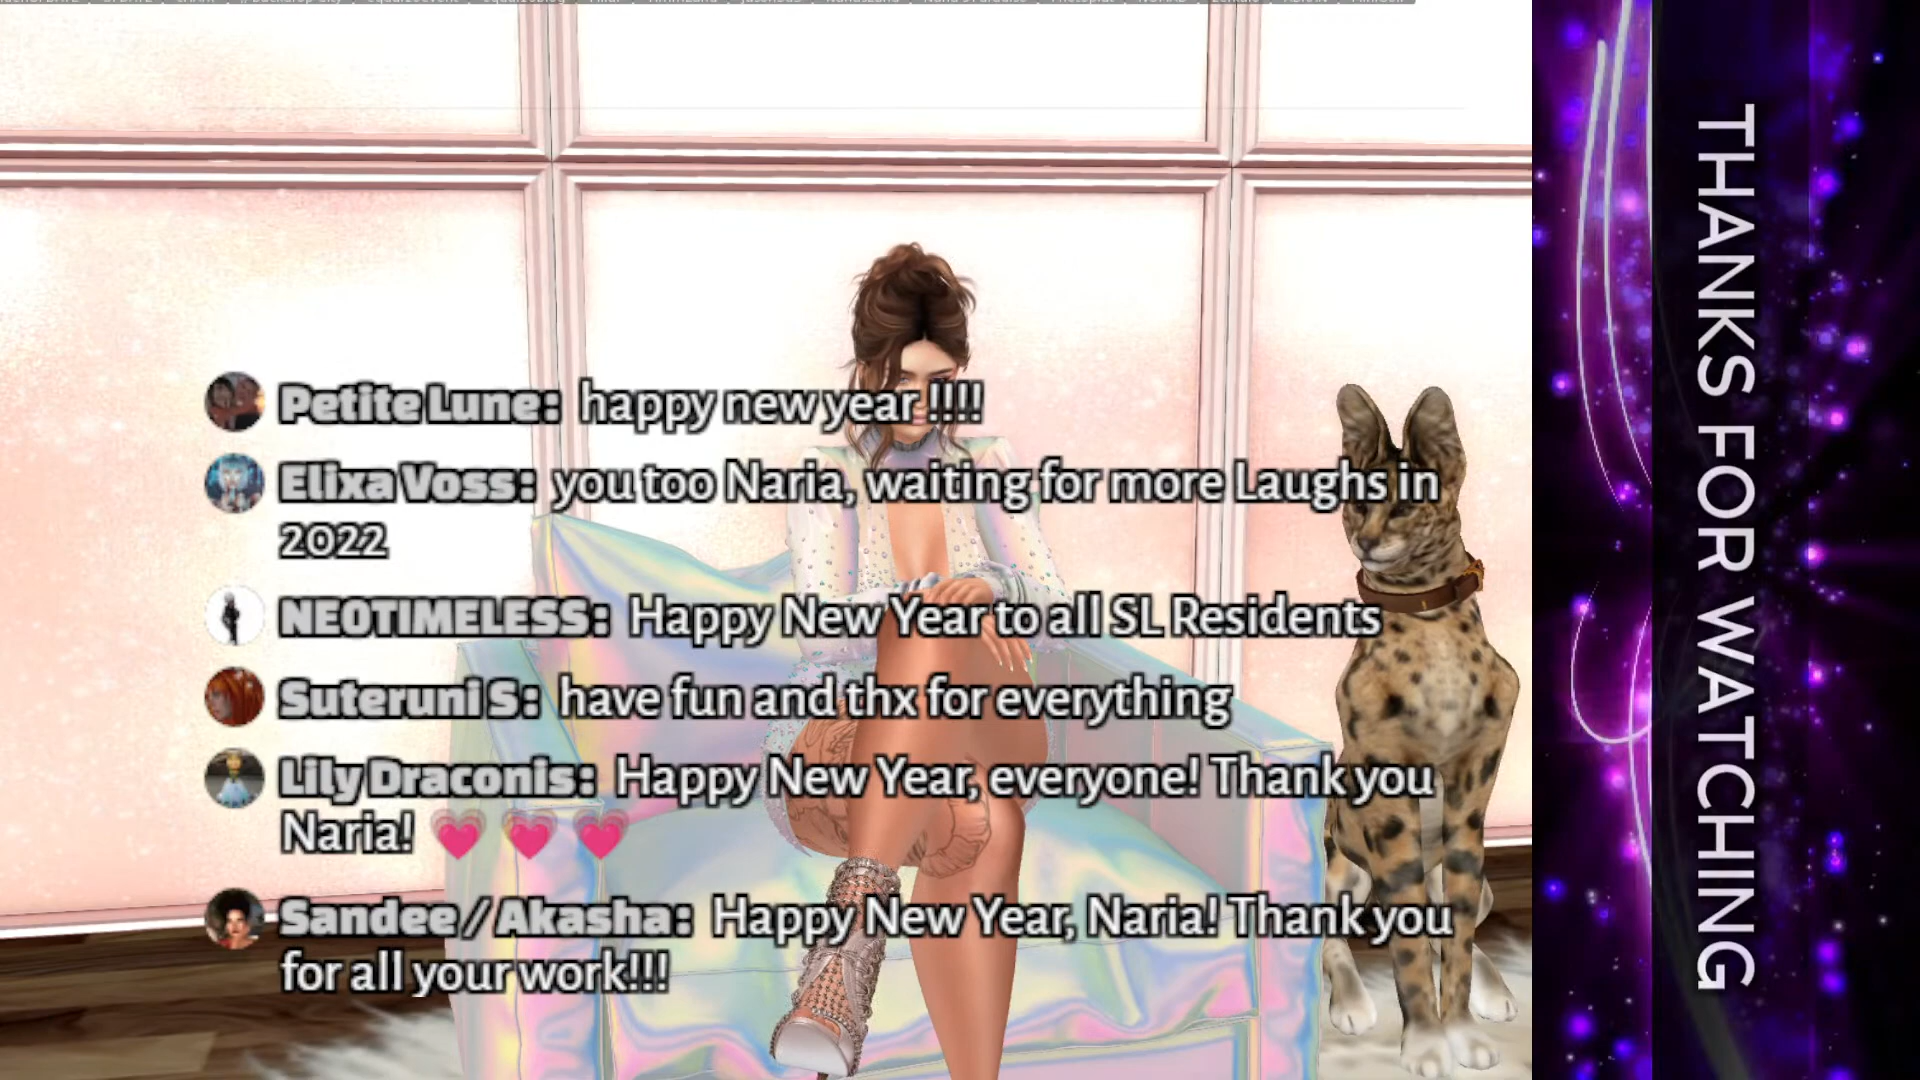 Petite Lune: happy new year !!!!
Elixa Voss: you too Naria, waiting for more Laughs in
2022
NEOTIMELESS: Happy New Year to all SL Residents
Suteruni S: have fun and thx for everything
Lily Draconis: Happy New Year, everyone! Thank you
Naria! 💗 💗 💗
Sandee / Akasha: Happy New Year, Naria! Thank you
for all your work!!!
THANKS FOR WATCHING